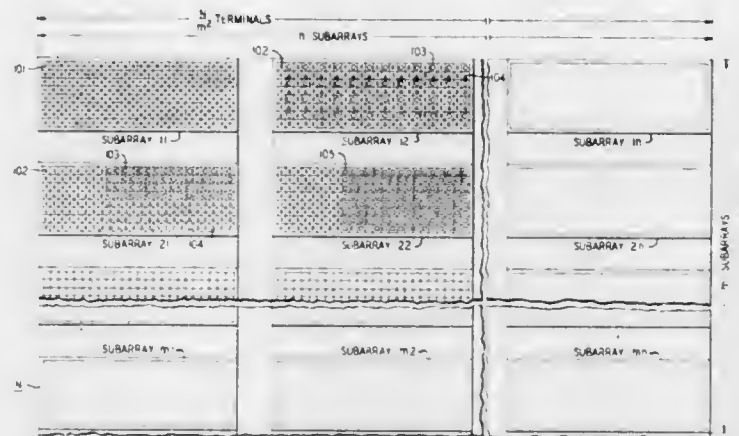 N/m² TERMINALS
n SUBARRAYS
101
102
103
104
SUBARRAY 11
SUBARRAY 12
SUBARRAY 1n
102
103
105
SUBARRAY 21
104
SUBARRAY 22
SUBARRAY 2n
SUBARRAYS
SUBARRAY m1
SUBARRAY m2
SUBARRAY mn
N